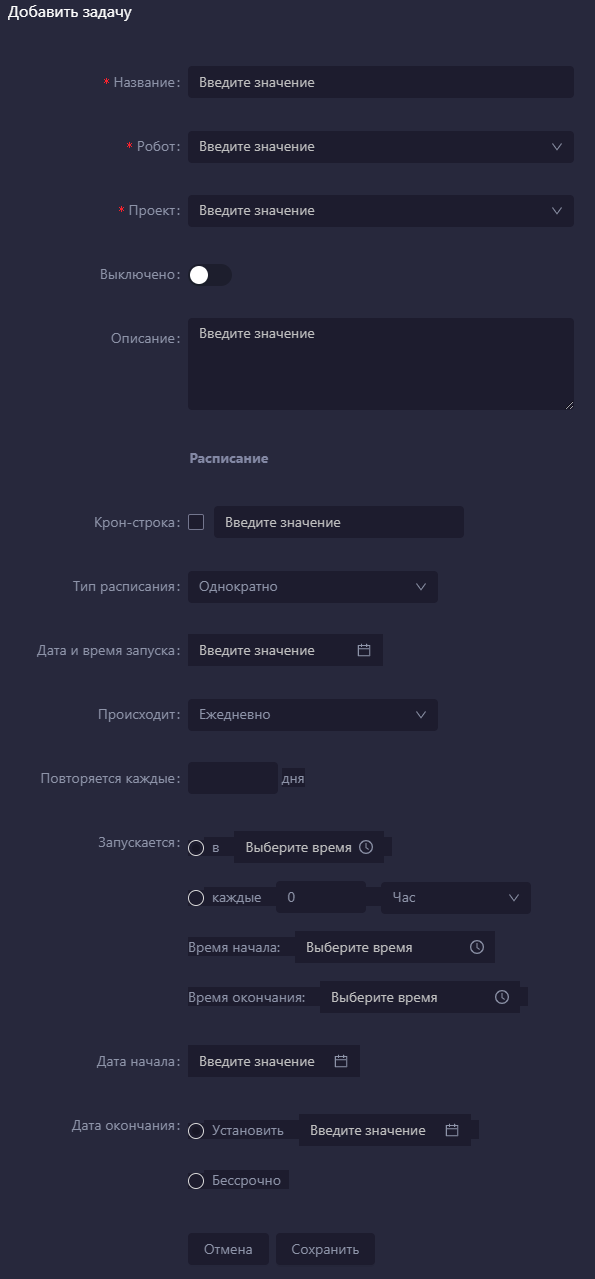 Добавить задачу
* Название: Введите значение
* Робот: Введите значение
* Проект: Введите значение
Выключено:
Описание: Введите значение
Расписание
Крон-строка: Введите значение
Тип расписания: Однократно
Дата и время запуска: Введите значение
Происходит: Ежедневно
Повторяется каждые: дня
Запускается: в Выберите время
каждые 0 Час
Время начала: Выберите время
Время окончания: Выберите время
Дата начала: Введите значение
Дата окончания: Установить Введите значение
Бессрочно
Отмена Сохранить